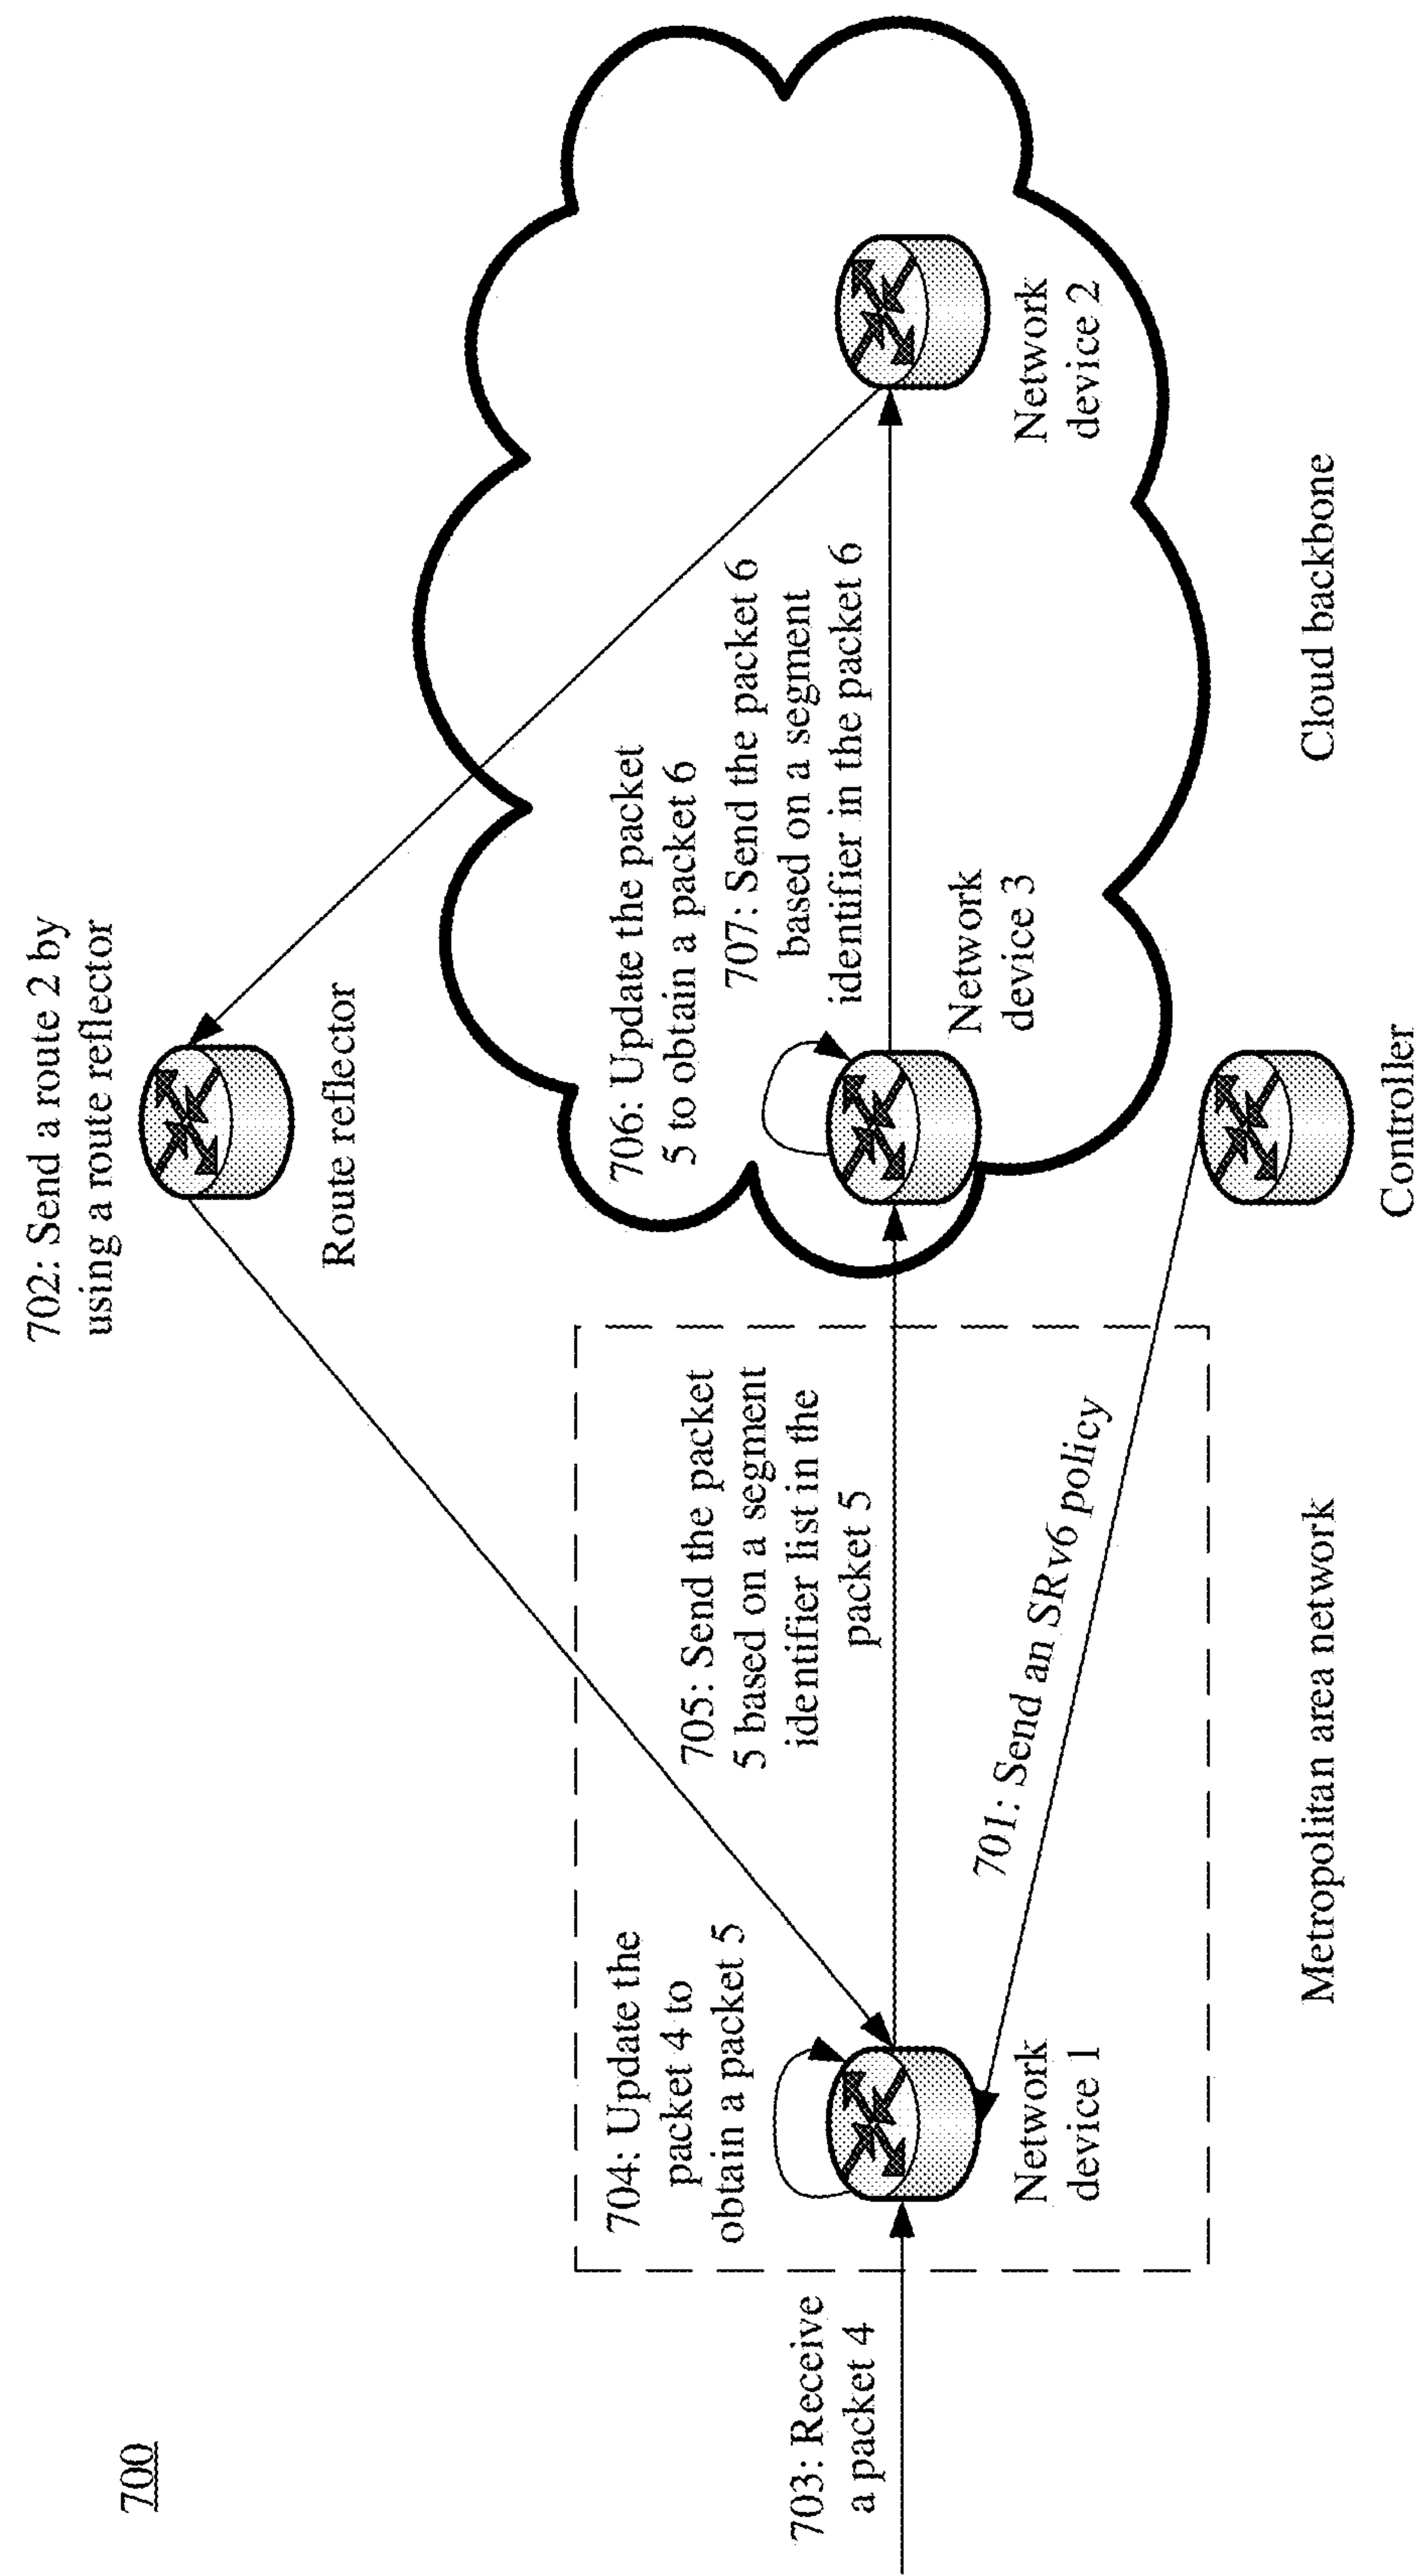 700
702: Send a route 2 by
using a route reflector
Route reflector
703: Receive
a packet 4
704: Update the
packet 4 to
obtain a packet 5
Network
device 1
705: Send the packet
5 based on a segment
identifier list in the
packet 5
701: Send an SRv6 policy
706: Update the packet
5 to obtain a packet 6
707: Send the packet 6
based on a segment
identifier in the packet 6
Network
device 3
Network
device 2
Controller
Metropolitan area network
Cloud backbone